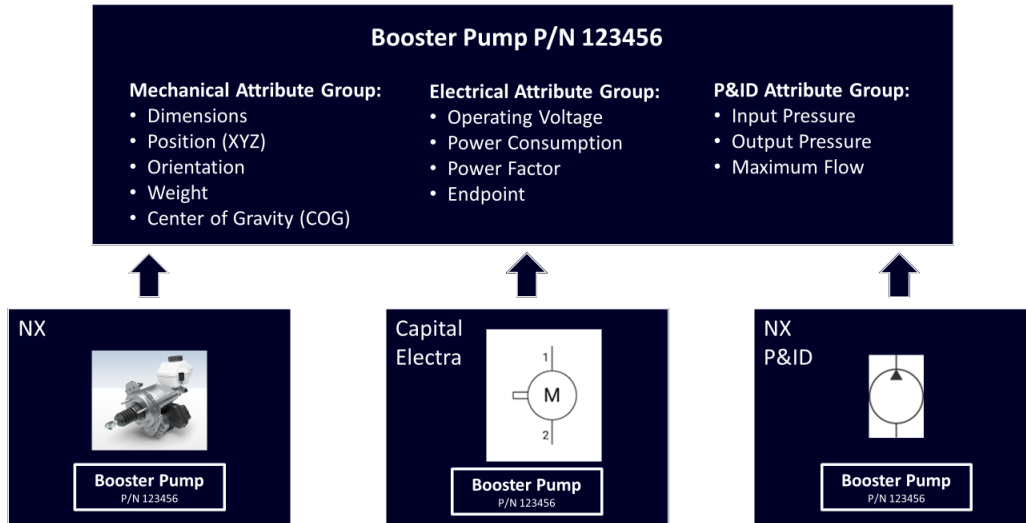 Booster Pump P/N 123456
Mechanical Attribute Group:
• Dimensions
• Position (XYZ)
• Orientation
• Weight
• Center of Gravity (COG)
Electrical Attribute Group:
• Operating Voltage
• Power Consumption
• Power Factor
• Endpoint
P&ID Attribute Group:
• Input Pressure
• Output Pressure
• Maximum Flow
NX
Booster Pump
P/N 123456
Capital
Electra
1
M
2
Booster Pump
P/N 123456
NX
P&ID
Booster Pump
P/N 123456